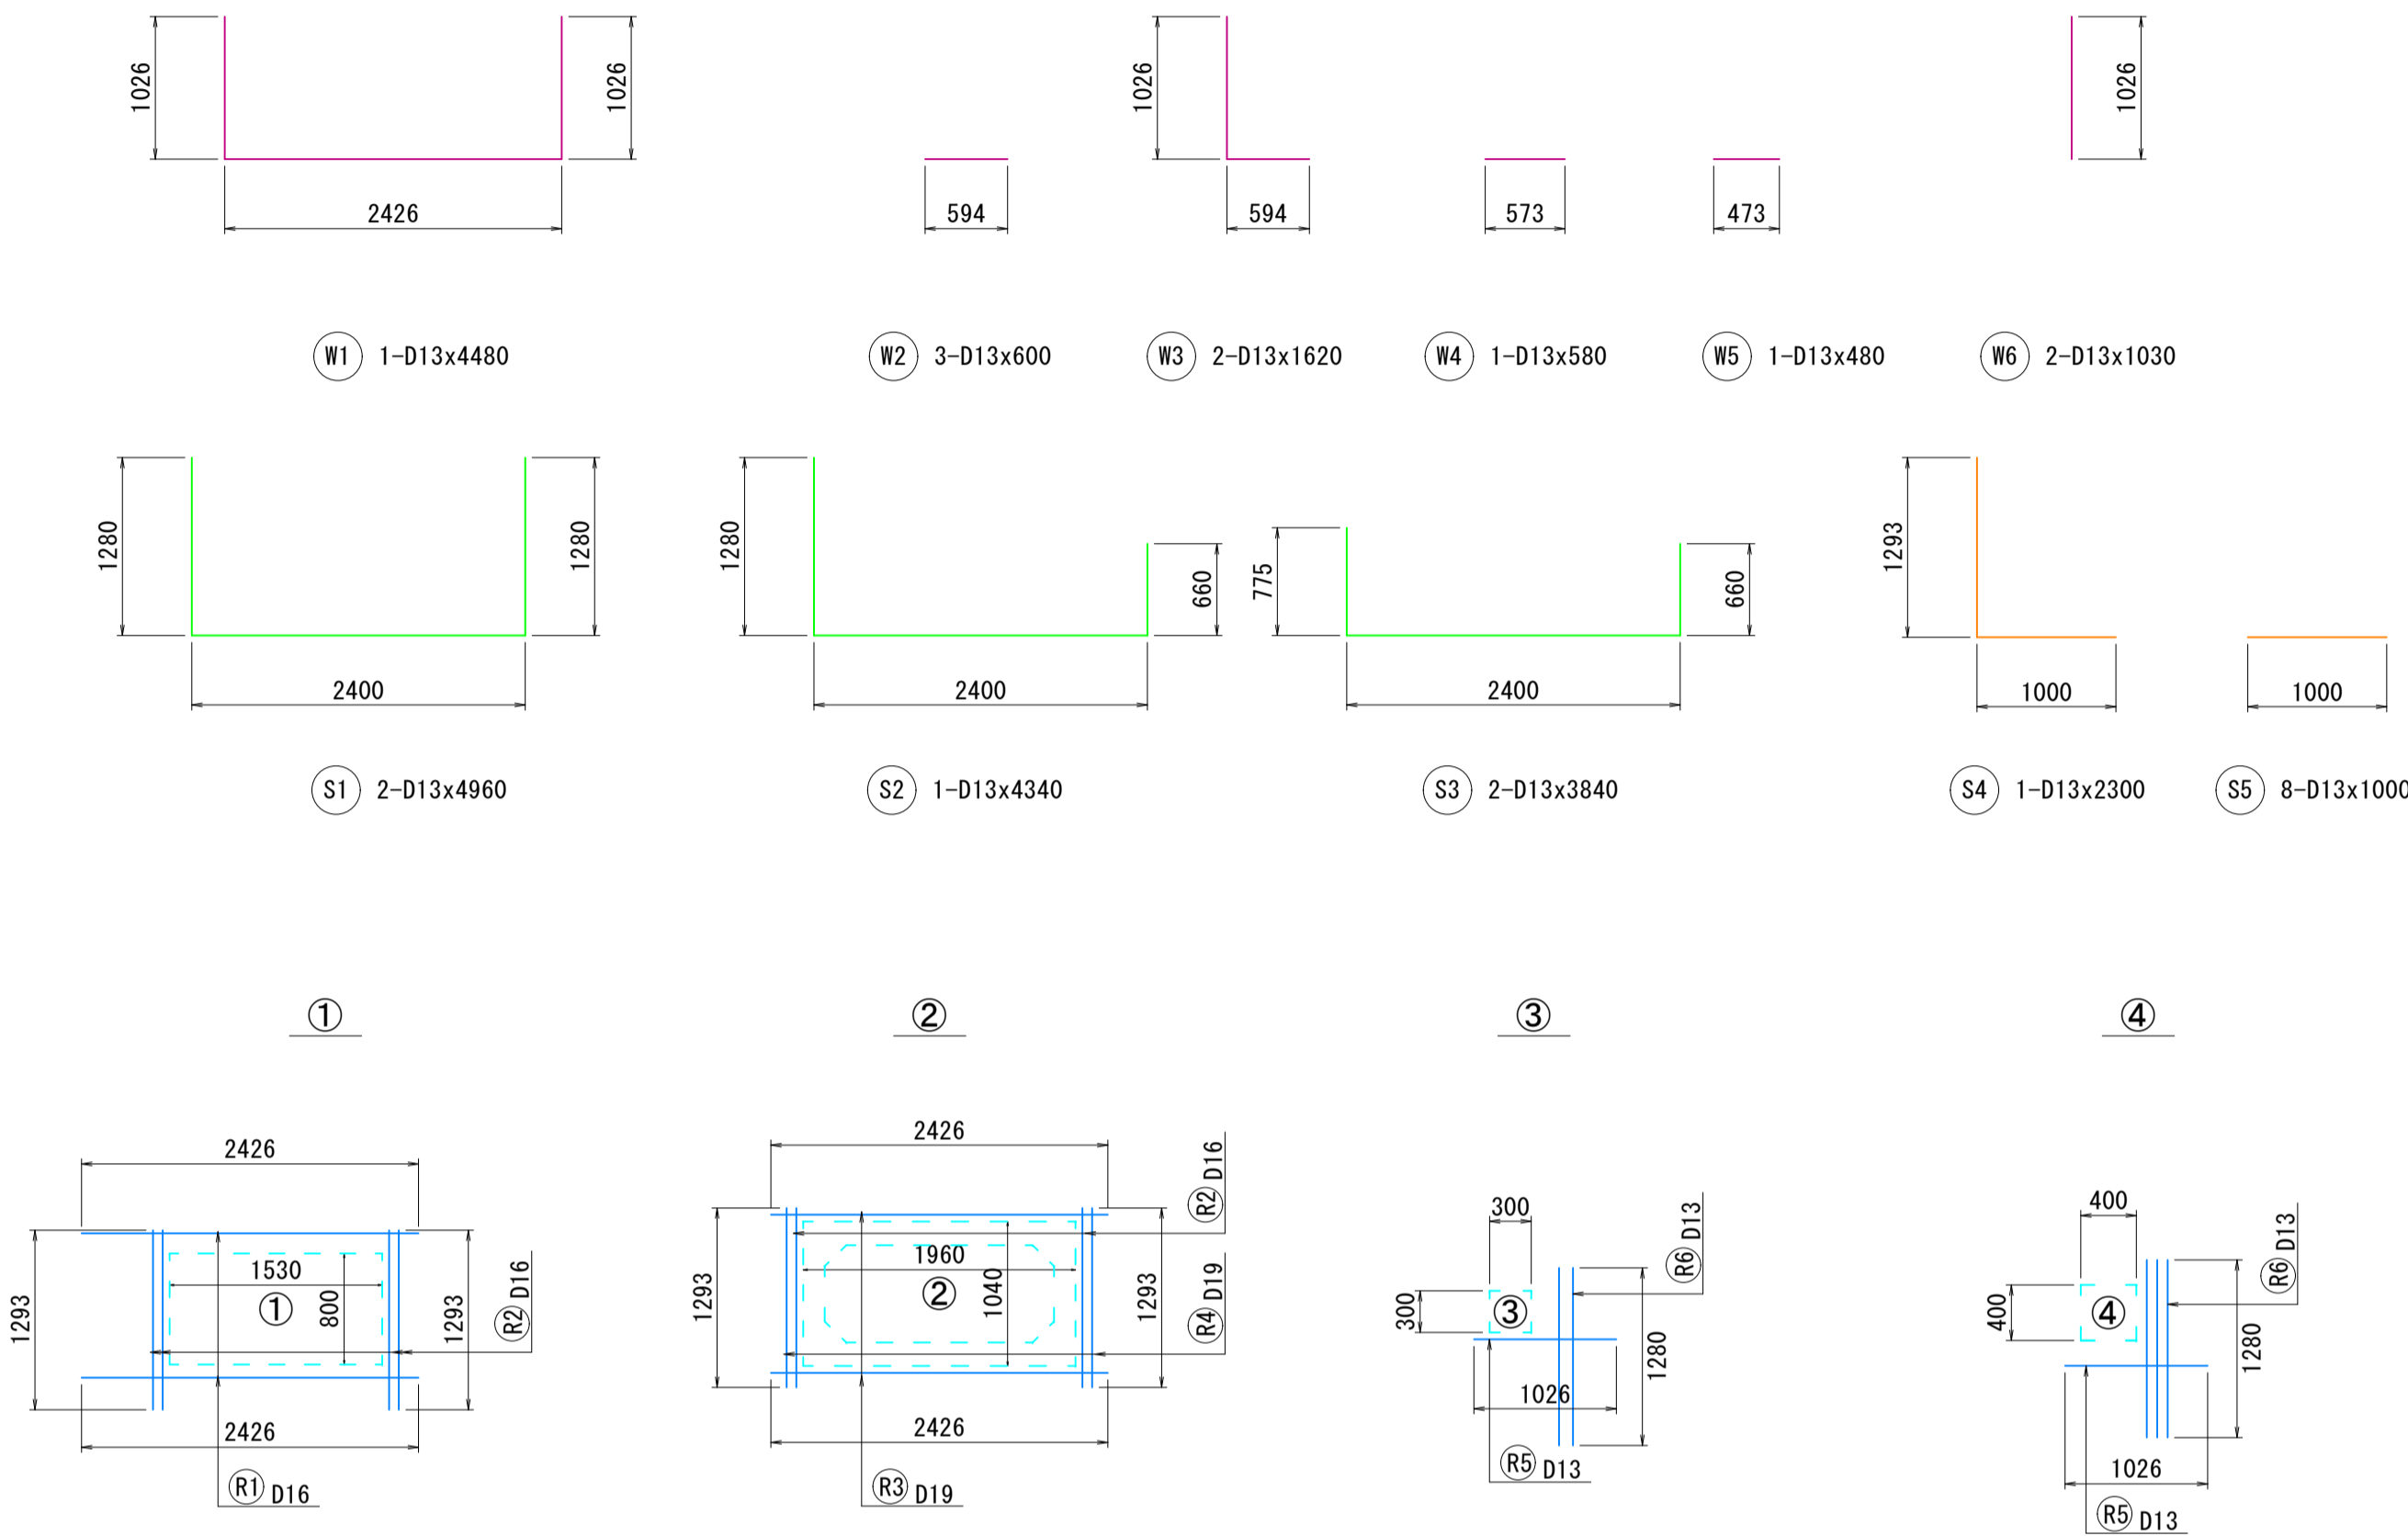 1026
1026
2426
594
1026
594
573
473
1026
W1 1-D13x4480
W2 3-D13x600
W3 2-D13x1620
W4 1-D13x580
W5 1-D13x480
W6 2-D13x1030
1280
1280
2400
1280
660
2400
775
660
2400
1293
1000
1000
S1 2-D13x4960
S2 1-D13x4340
S3 2-D13x3840
S4 1-D13x2300
S5 8-D13x1000
①
②
③
④
2426
1293
1530
①
800
1293
R2 D16
2426
R1 D16
2426
R2 D16
1293
1960
②
1040
1293
R4 D19
2426
R3 D19
300
R6 D13
300
③
1280
1026
R5 D13
400
R6 D13
400
④
1280
1026
R5 D13